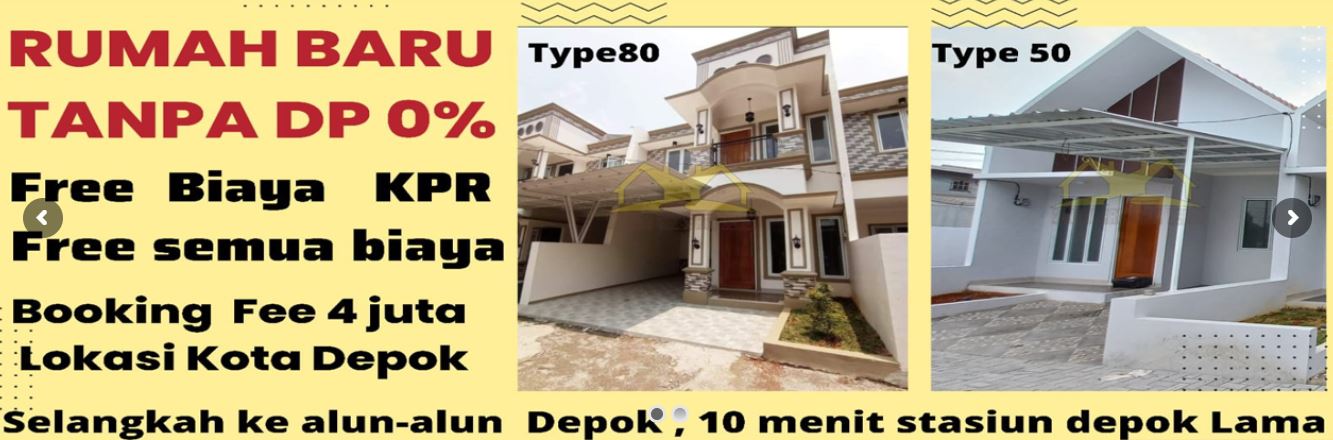 RUMAH BARU
TANPA DP 0%
Free Biaya KPR
Free semua biaya
Booking Fee 4 juta
Lokasi Kota Depok
Type80
Type 50
Selangkah ke alun-alun Depok , 10 menit stasiun depok Lama